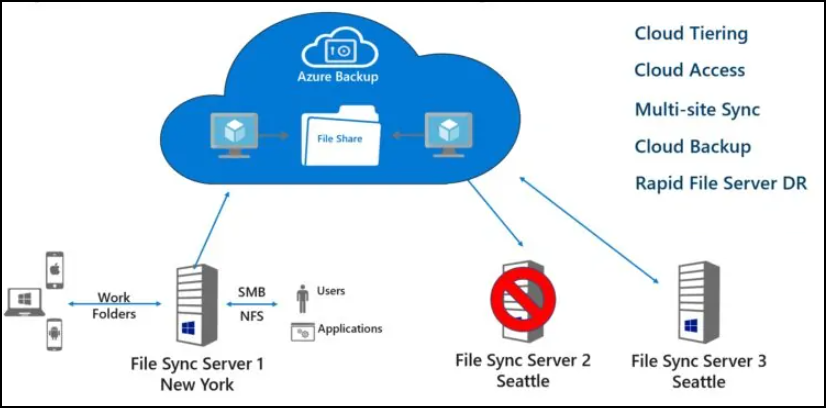 Cloud Tiering
Cloud Access
Multi-site Sync
Cloud Backup
Rapid File Server DR
Azure Backup
File Share
Work
Folders
SMB
NFS
Users
Applications
File Sync Server 1
New York
File Sync Server 2
Seattle
File Sync Server 3
Seattle